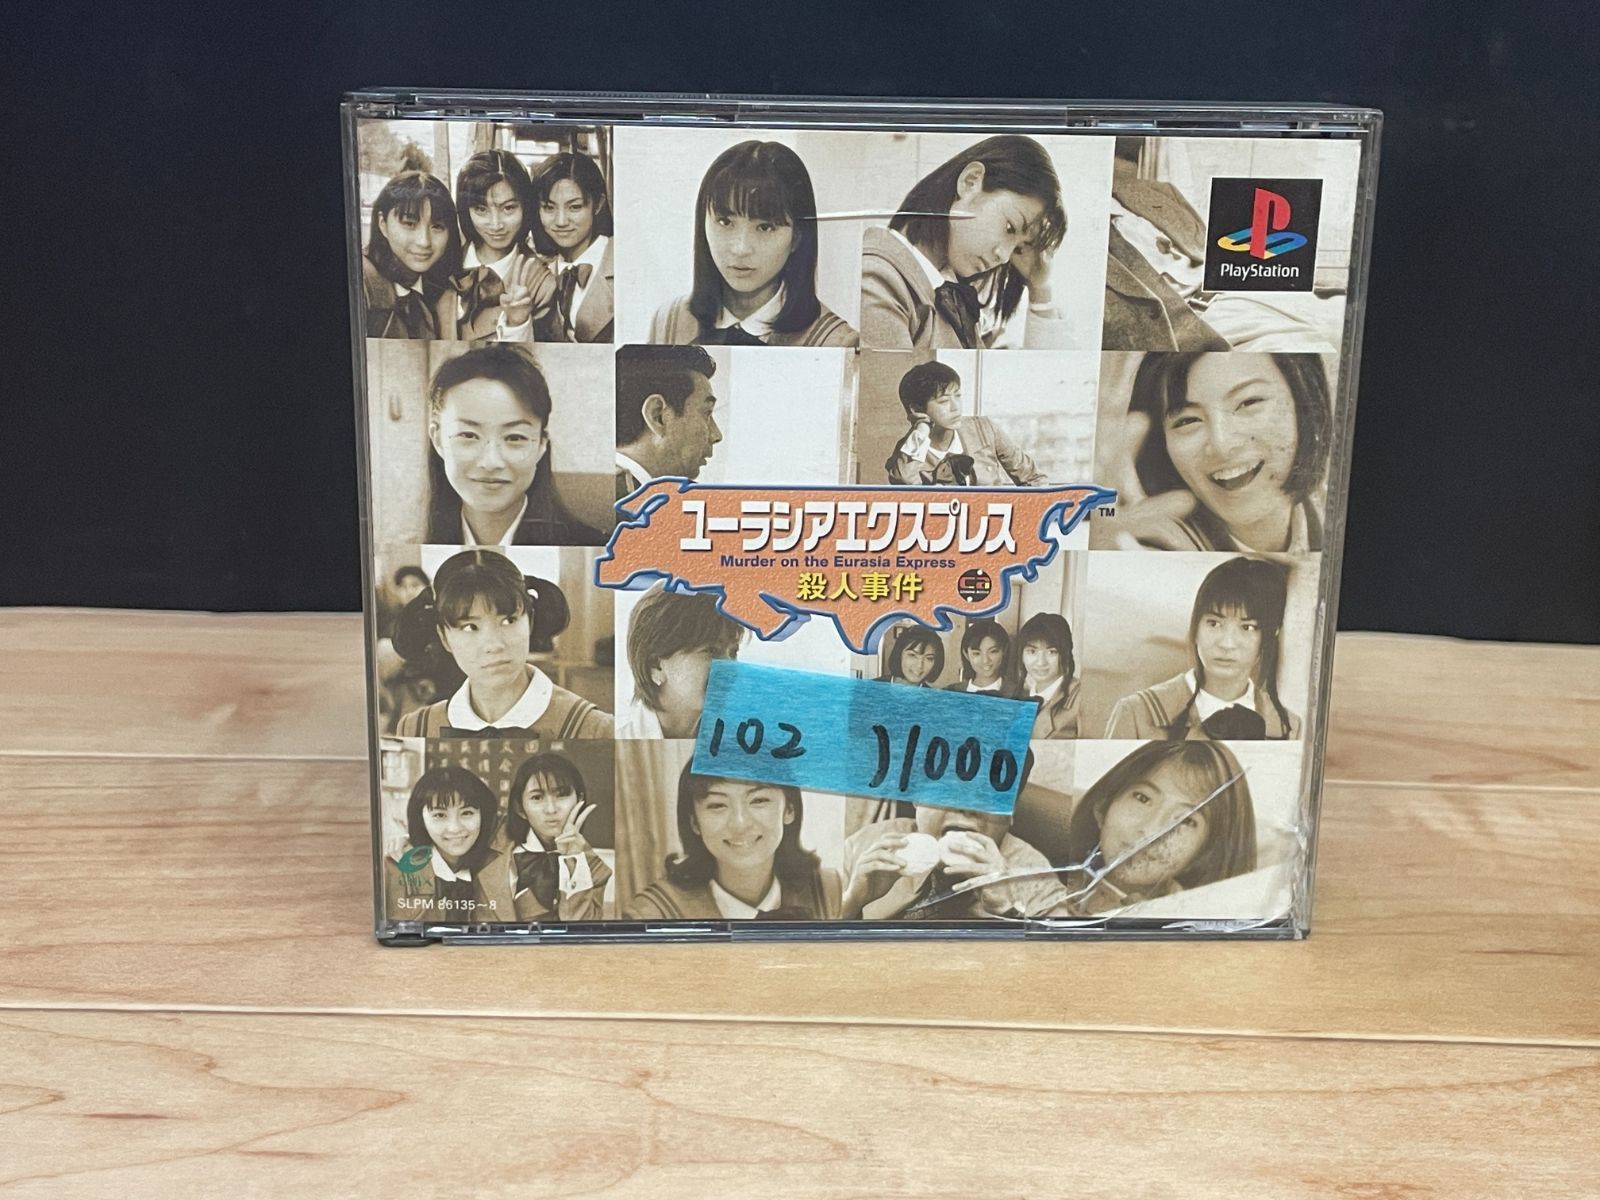 PlayStation
ユーラシアエクスプレス
TM
Murder on the Eurasia Express
殺人事件
102 1000
SLPM 86135~8